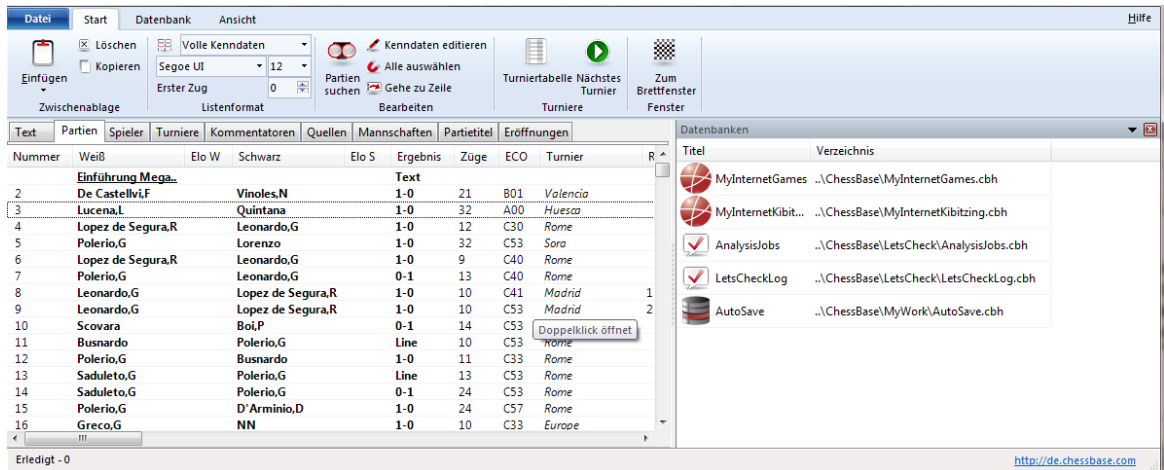 Datei Start Datenbank Ansicht Hilfe
Einfügen
Löschen
Kopieren
Zwischenablage
Volle Kenndaten
Segoe UI 12
Erster Zug 0
Listenformat
Partien suchen
Kenndaten editieren
Alle auswählen
Gehe zu Zeile
Bearbeiten
Turniertabelle Nächstes Turnier
Turniere
Zum Brettfenster
Fenster
Text Partien Spieler Turniere Kommentatoren Quellen Mannschaften Partietitel Eröffnungen
Nummer Weiß Elo W Schwarz Elo S Ergebnis Züge ECO Turnier R
Einführung Mega.. Text
2 De Castellvi,F Vinoles,N 1-0 21 B01 Valencia
3 Lucena,L Quintana 1-0 32 A00 Huesca
4 Lopez de Segura,R Leonardo,G 1-0 12 C30 Rome
5 Polerio,G Lorenzo 1-0 32 C53 Sora
6 Lopez de Segura,R Leonardo,G 1-0 9 C40 Rome
7 Polerio,G Leonardo,G 0-1 13 C40 Rome
8 Leonardo,G Lopez de Segura,R 1-0 10 C41 Madrid 1
9 Leonardo,G Lopez de Segura,R 1-0 10 C53 Madrid 2
10 Scovara Boi,P 0-1 14 C53
Doppelklick öffnet
11 Busnardo Polerio,G Line 10 C53 Rome
12 Polerio,G Busnardo 1-0 11 C33 Rome
13 Saduleto,G Polerio,G Line 13 C53 Rome
14 Saduleto,G Polerio,G 0-1 24 C53 Rome
15 Polerio,G D'Arminio,D 1-0 24 C57 Rome
16 Greco,G NN 1-0 10 C33 Europe
Datenbanken
Titel Verzeichnis
MyInternetGames ..\ChessBase\MyInternetGames.cbh
MyInternetKibit... ..\ChessBase\MyInternetKibitzing.cbh
AnalysisJobs ..\ChessBase\LetsCheck\AnalysisJobs.cbh
LetsCheckLog ..\ChessBase\LetsCheck\LetsCheckLog.cbh
AutoSave ..\ChessBase\MyWork\AutoSave.cbh
Erledigt - 0 http://de.chessbase.com